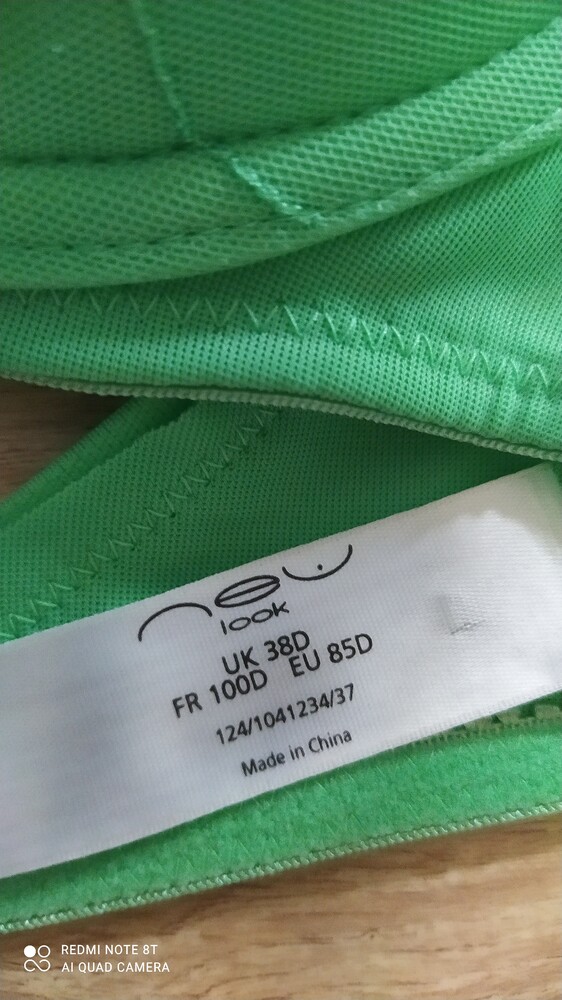 new
look
UK 38D
FR 100D EU 85D
124/1041234/37
Made in China
REDMI NOTE 8T
AI QUAD CAMERA